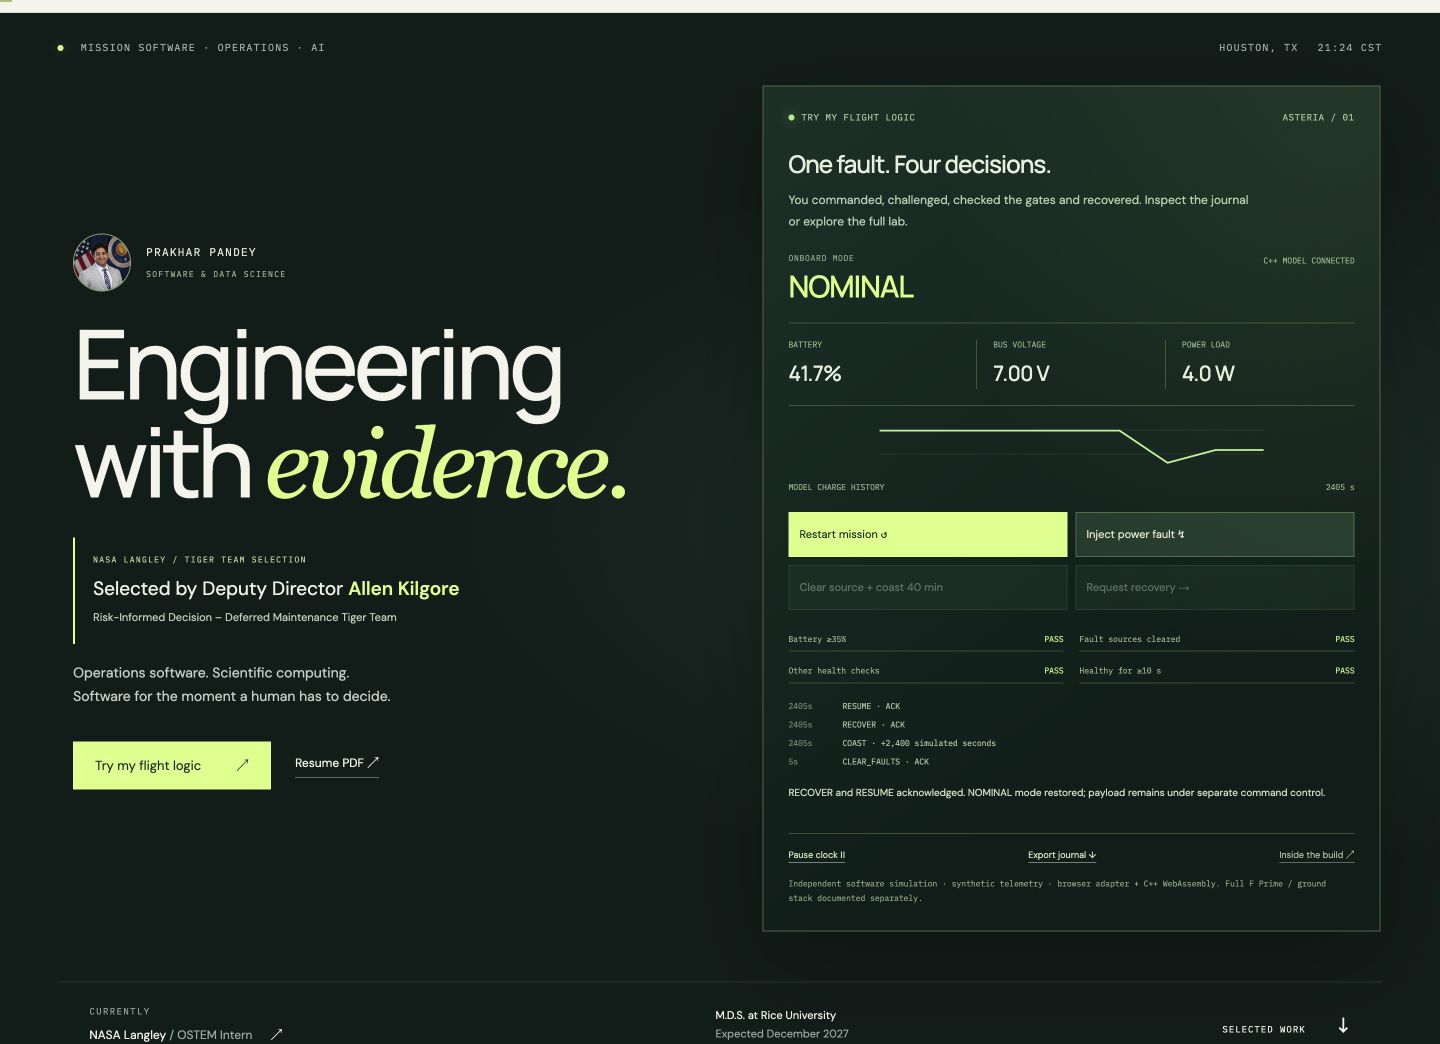 MISSION SOFTWARE · OPERATIONS · AI
HOUSTON, TX 21:24 CST
PRAKHAR PANDEY
SOFTWARE & DATA SCIENCE
Engineering
with evidence.
NASA LANGLEY / TIGER TEAM SELECTION
Selected by Deputy Director Allen Kilgore
Risk-Informed Decision – Deferred Maintenance Tiger Team
Operations software. Scientific computing.
Software for the moment a human has to decide.
Try my flight logic ↗
Resume PDF ↗
TRY MY FLIGHT LOGIC
ASTERIA / 01
One fault. Four decisions.
You commanded, challenged, checked the gates and recovered. Inspect the journal
or explore the full lab.
ONBOARD MODE
C++ MODEL CONNECTED
NOMINAL
BATTERY
BUS VOLTAGE
POWER LOAD
41.7%
7.00 V
4.0 W
MODEL CHARGE HISTORY
2405 s
Restart mission ↺
Inject power fault ↯
Clear source + coast 40 min
Request recovery →
Battery ≥35% PASS
Fault sources cleared PASS
Other health checks PASS
Healthy for ≥10 s PASS
2405s RESUME · ACK
2405s RECOVER · ACK
2405s COAST · +2,400 simulated seconds
5s CLEAR_FAULTS · ACK
RECOVER and RESUME acknowledged. NOMINAL mode restored; payload remains under separate command control.
Pause clock II
Export journal ↓
Inside the build ↗
Independent software simulation · synthetic telemetry · browser adapter + C++ WebAssembly. Full F Prime / ground
stack documented separately.
CURRENTLY
NASA Langley / OSTEM Intern ↗
M.D.S. at Rice University
Expected December 2027
SELECTED WORK ↓